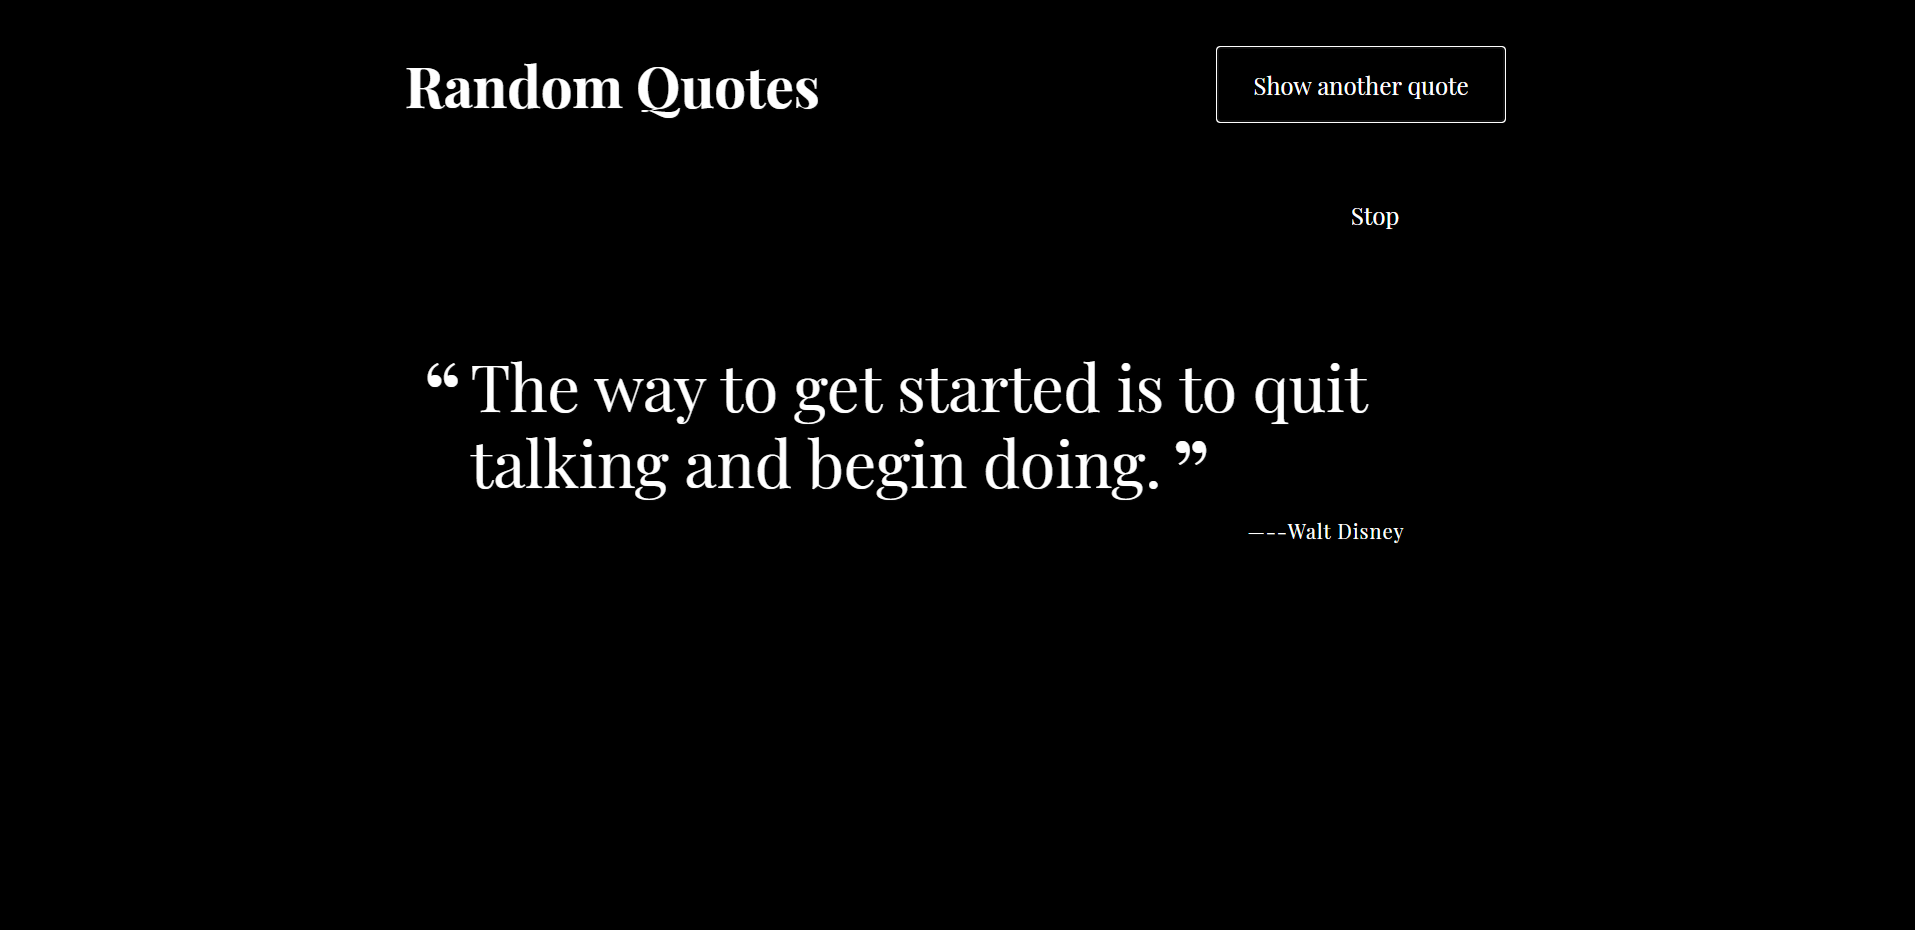 Random Quotes
Show another quote
Stop
❝ The way to get started is to quit
talking and begin doing. ❞
—--Walt Disney